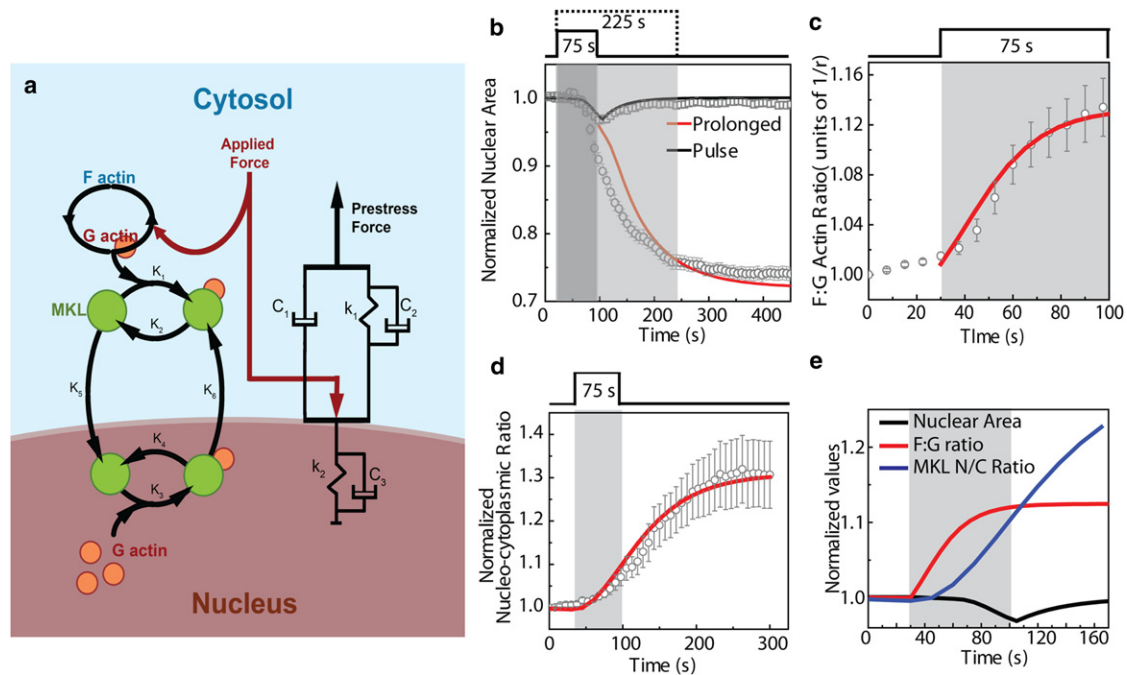 a
Cytosol
Applied
Force
F actin
G actin
Prestress
Force
K1
MKL
K2
C1
k1
C2
K5
K6
K4
K3
k2
C3
G actin
Nucleus
b
225 s
75 s
Normalized Nuclear Area
1.0
0.9
0.8
0.7
Prolonged
Pulse
0 100 200 300 400
Time (s)
c
75 s
F:G Actin Ratio( units of 1/r)
1.16
1.12
1.08
1.04
1.00
0 20 40 60 80 100
TIme (s)
d
75 s
Normalized
Nucleo-cytoplasmic Ratio
1.4
1.3
1.2
1.1
1.0
0 100 200 300
Time (s)
e
Normalized values
1.2
1.1
1.0
Nuclear Area
F:G ratio
MKL N/C Ratio
0 40 80 120 160
Time (s)